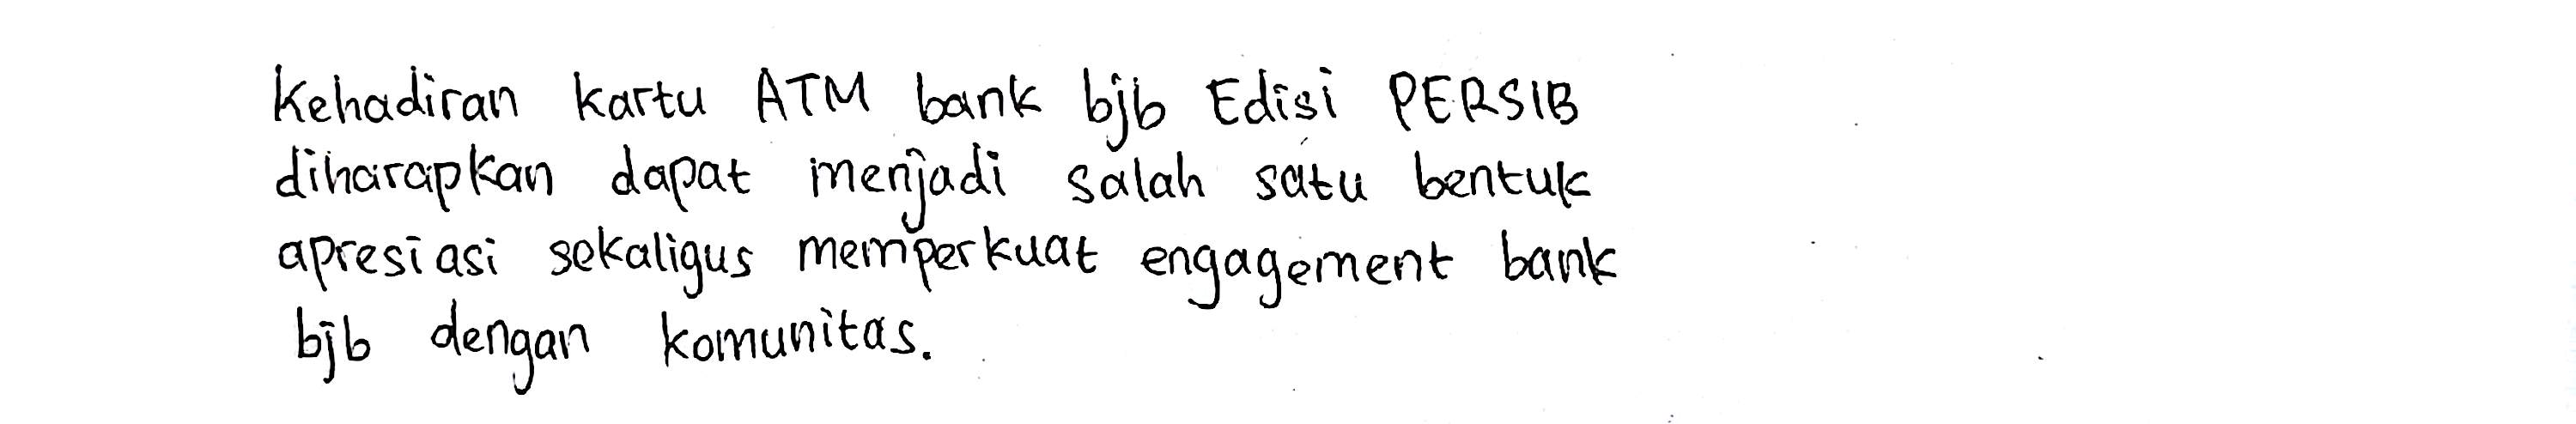 Kehadiran kartu ATM bank bjb Edisi PERSIB
diharapkan dapat menjadi salah satu bentuk
apresiasi sekaligus memperkuat engagement bank
bjb dengan komunitas.